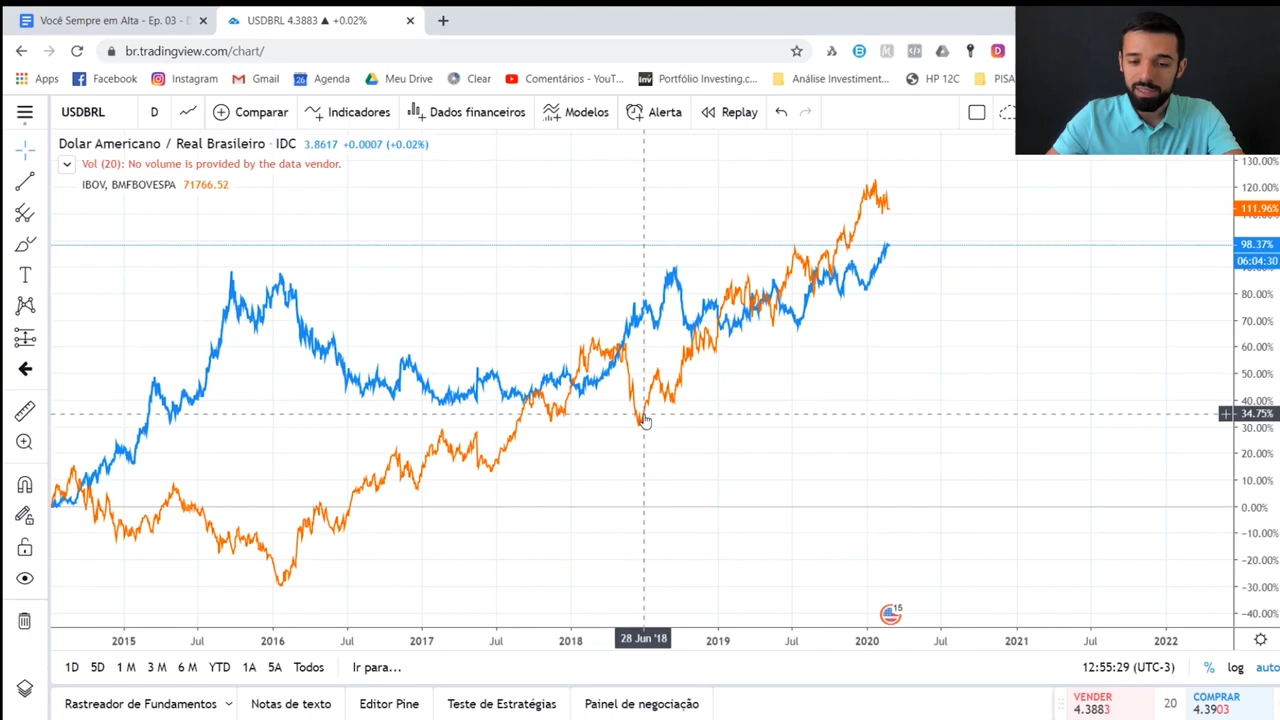 Você Sempre em Alta - Ep. 03 - D
USDBRL 4.3883 ▲ +0.02%
br.tradingview.com/chart/
Apps
Facebook
Instagram
Gmail
26 Agenda
Meu Drive
Clear
Comentários - YouT...
Inv Portfólio Investing.c...
Análise Investiment...
HP 12C
PISA
USDBRL
D
Comparar
Indicadores
Dados financeiros
Modelos
Alerta
Replay
Dolar Americano / Real Brasileiro · IDC 3.8617 +0.0007 (+0.02%)
Vol (20): No volume is provided by the data vendor.
IBOV, BMFBOVESPA 71766.52
130.00%
120.00%
111.96%
98.37%
06:04:30
80.00%
70.00%
60.00%
50.00%
40.00%
34.75%
30.00%
20.00%
10.00%
0.00%
-10.00%
-20.00%
-30.00%
-40.00%
15
2015 Jul 2016 Jul 2017 Jul 2018 28 Jun '18 2019 Jul 2020 Jul 2021 Jul 2022
1D 5D 1 M 3 M 6 M YTD 1A 5A Todos Ir para...
12:55:29 (UTC-3) % log auto
Rastreador de Fundamentos Notas de texto Editor Pine Teste de Estratégias Painel de negociação
VENDER 20 COMPRAR
4.3883 4.3903